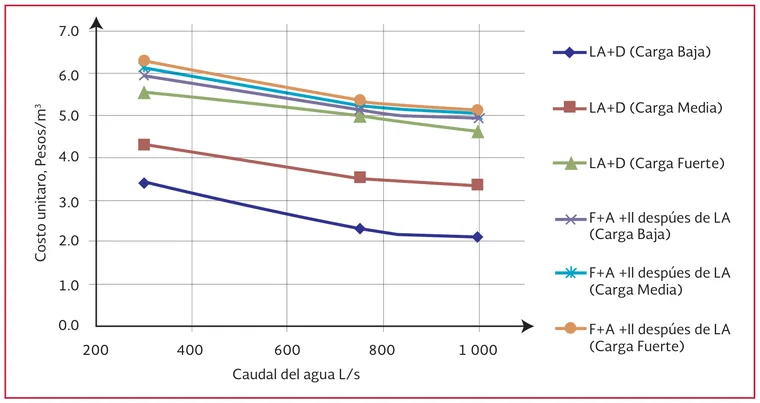 7.0
6.0
5.0
4.0
3.0
2.0
1.0
0.0
Costo unitaro, Pesos/m³
200 400 600 800 1 000
Caudal del agua L/s
LA+D (Carga Baja)
LA+D (Carga Media)
LA+D (Carga Fuerte)
F+A +II despúes de LA
(Carga Baja)
F+A +II despúes de LA
(Carga Media)
F+A +II despúes de LA
(Carga Fuerte)